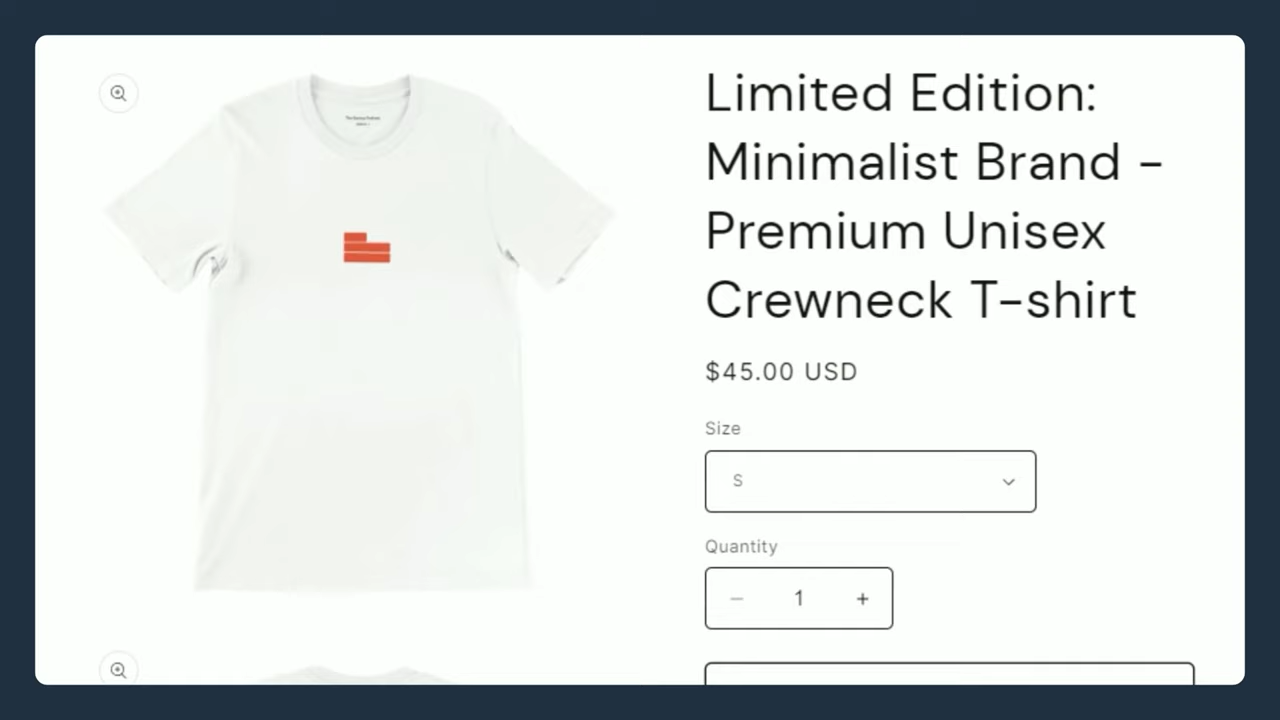 Limited Edition:
Minimalist Brand -
Premium Unisex
Crewneck T-shirt
$45.00 USD
Size
S
Quantity
− 1 +